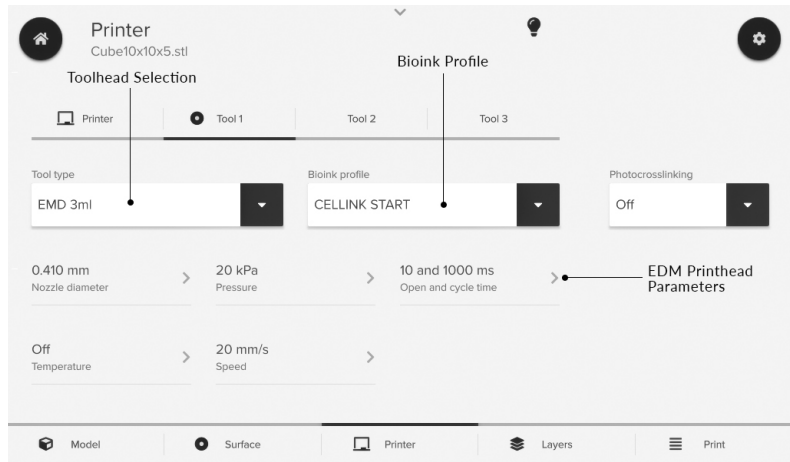 Printer
Cube10x10x5.stl
Toolhead Selection
Bioink Profile
Printer
Tool 1
Tool 2
Tool 3
Tool type
Bioink profile
Photocrosslinking
EMD 3ml
CELLINK START
Off
0.410 mm
Nozzle diameter
20 kPa
Pressure
10 and 1000 ms
Open and cycle time
EDM Printhead
Parameters
Off
Temperature
20 mm/s
Speed
Model
Surface
Printer
Layers
Print